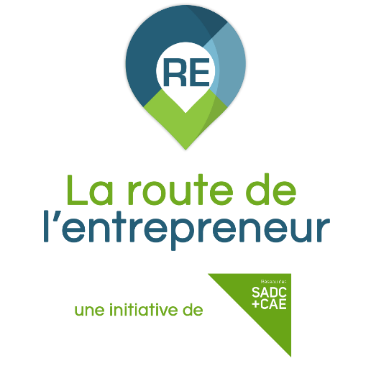 RE
La route de
l'entrepreneur
une initiative de
SADC
+CAE